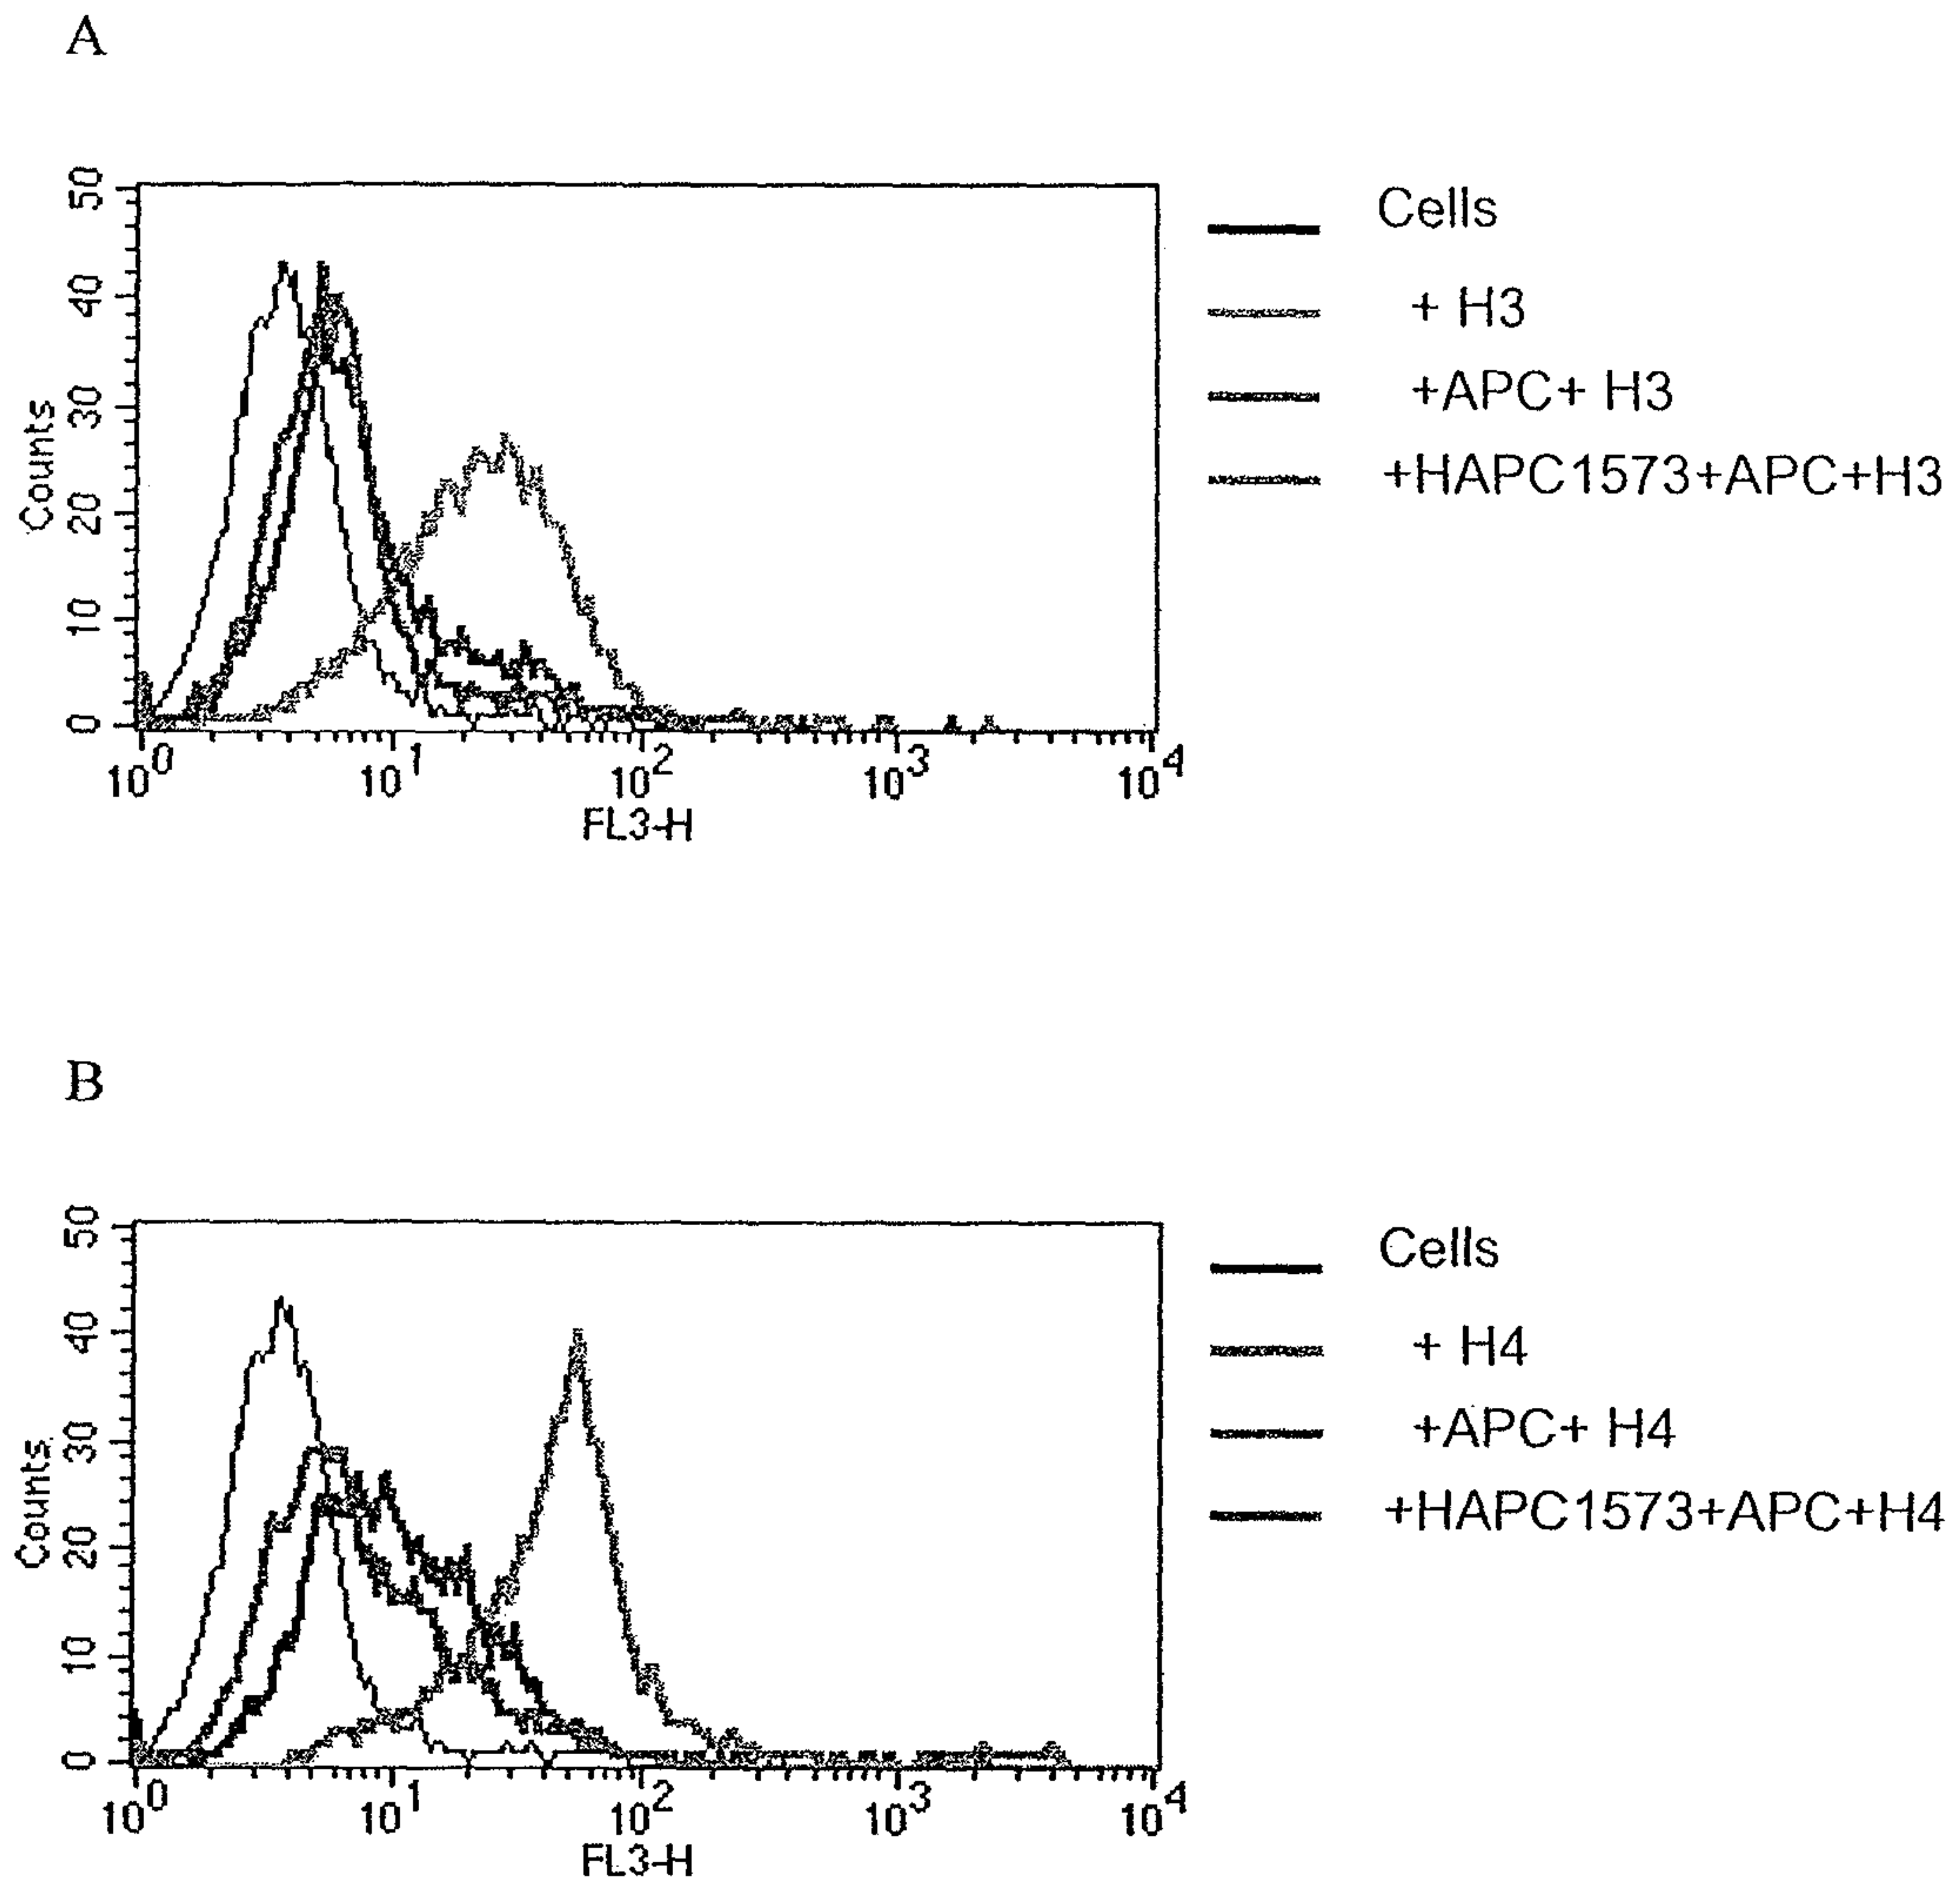 A
50
40
30
20
10
0
Counts
10^0 10^1 10^2 10^3 10^4
FL3-H
Cells
+ H3
+APC+ H3
+HAPC1573+APC+H3
B
50
40
30
20
10
0
Counts
10^0 10^1 10^2 10^3 10^4
FL3-H
Cells
+ H4
+APC+ H4
+HAPC1573+APC+H4